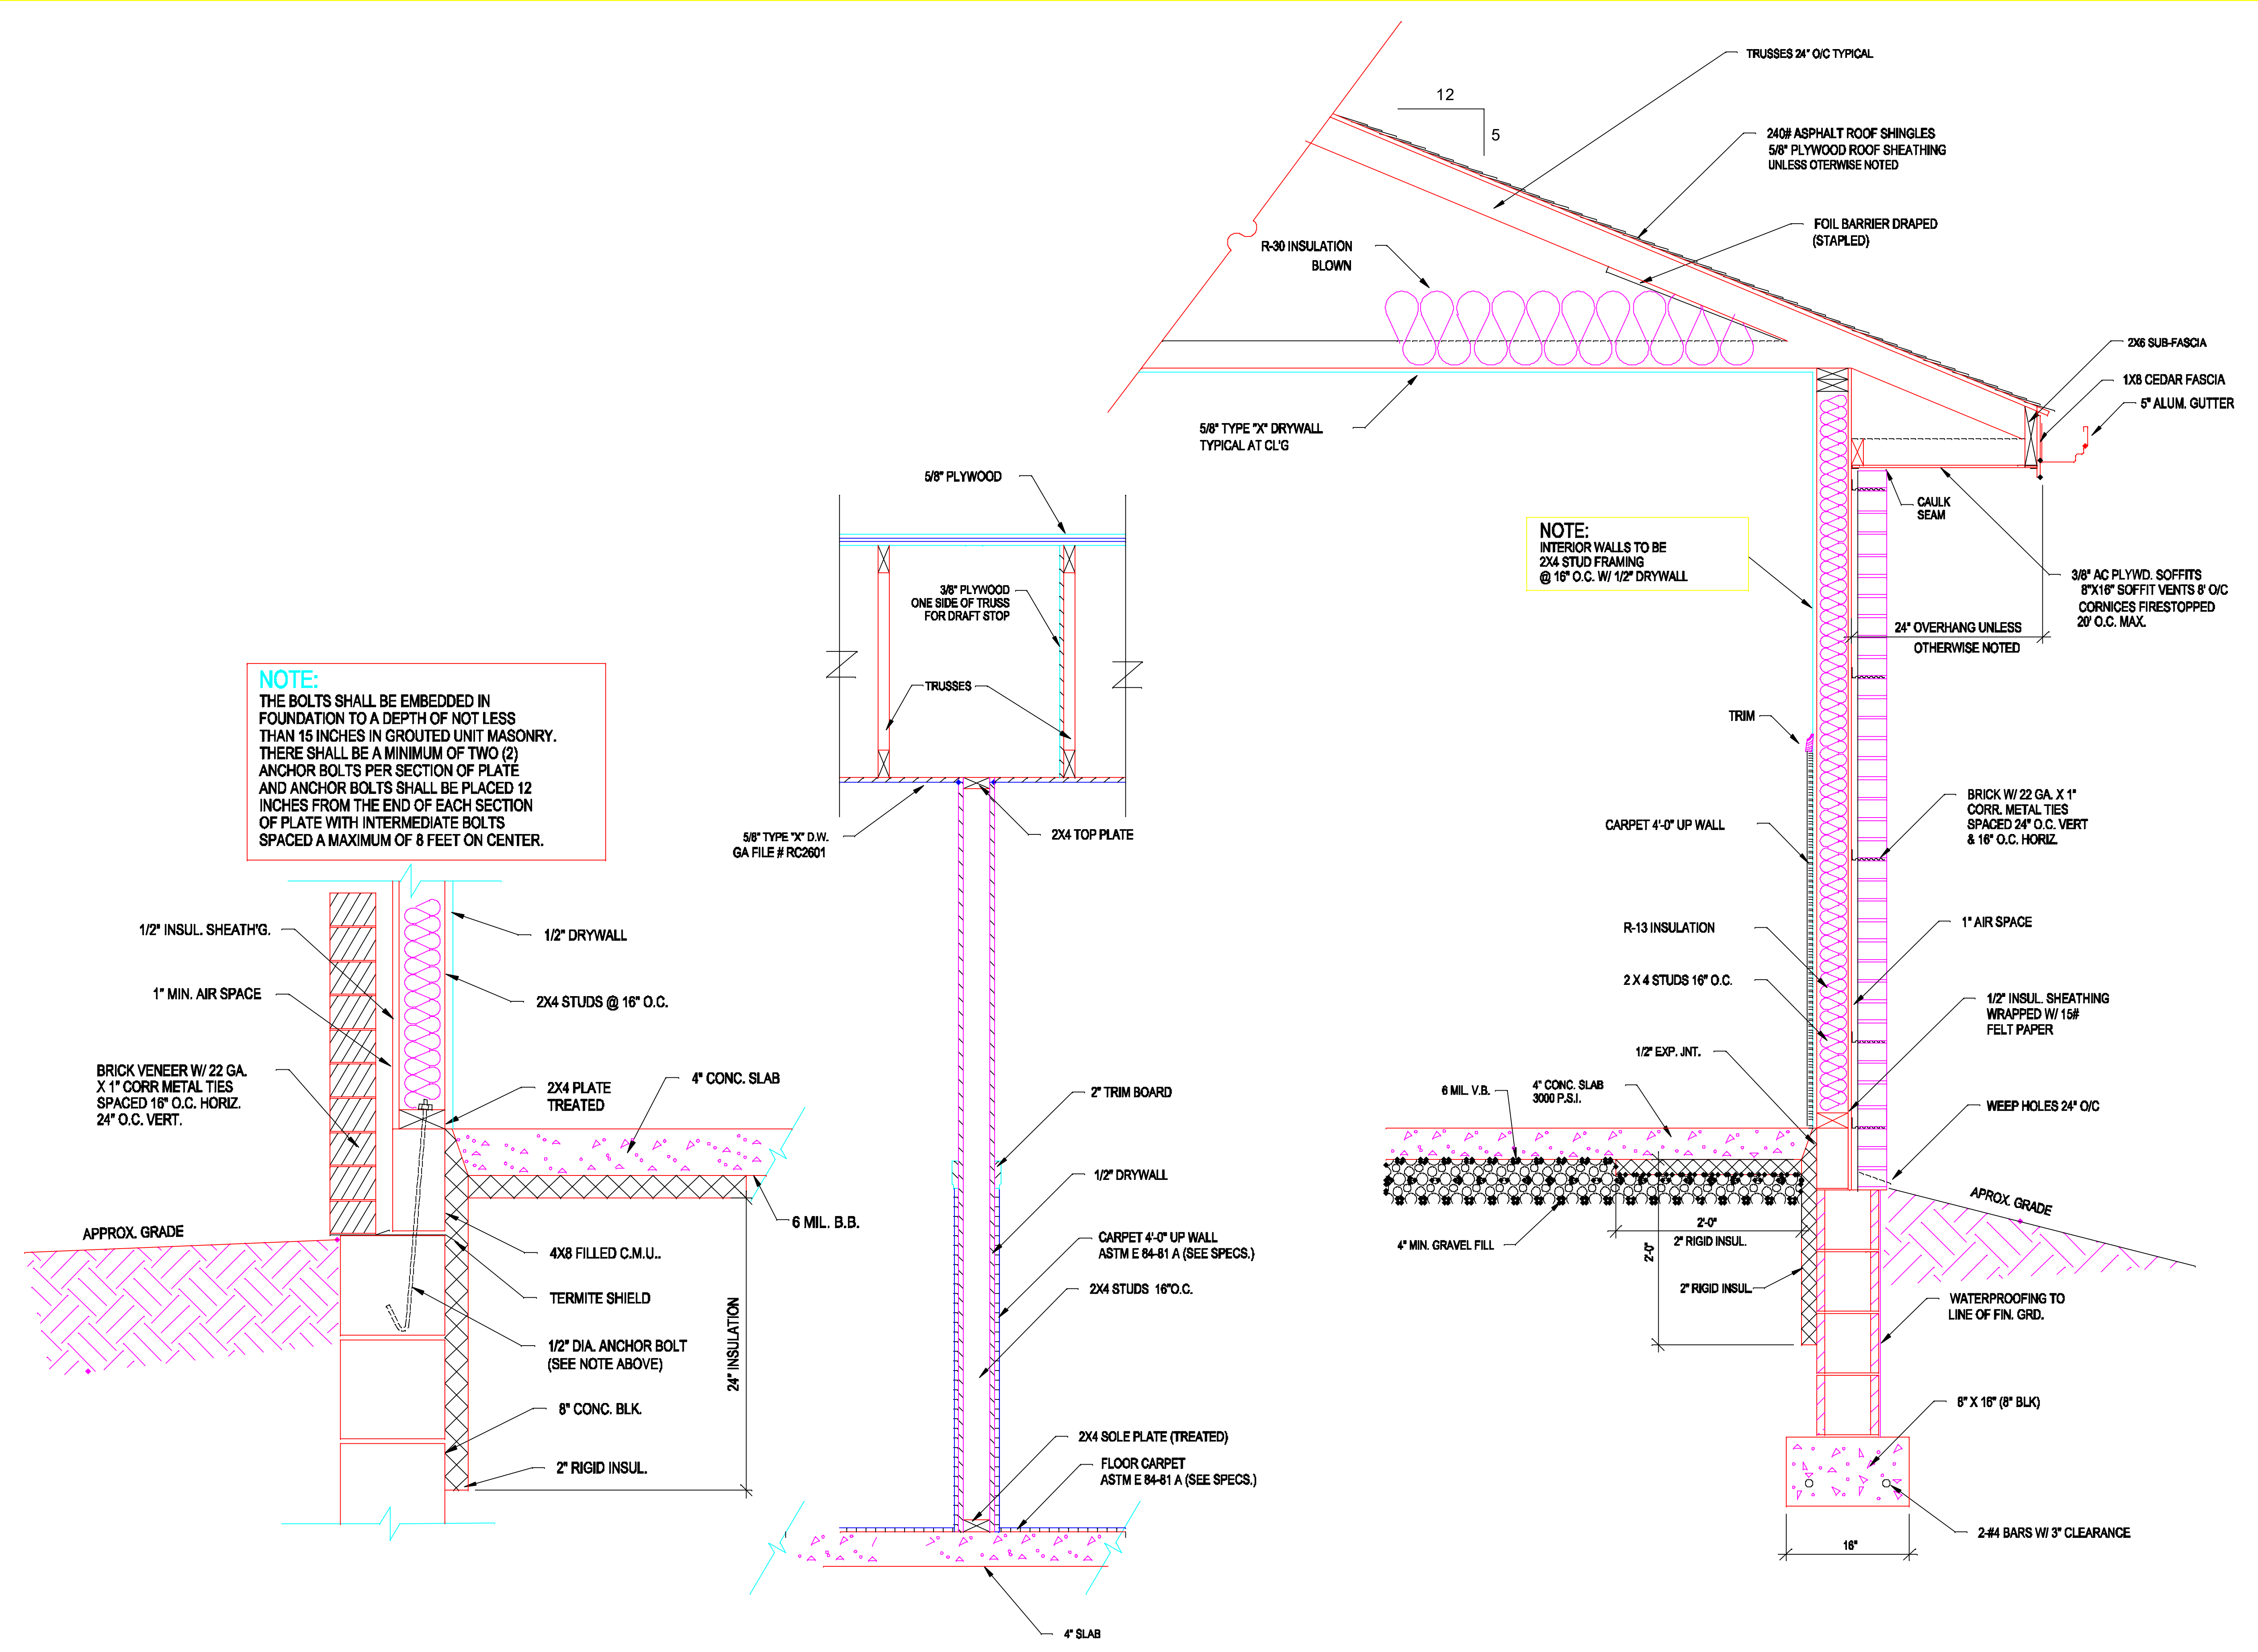 NOTE:
THE BOLTS SHALL BE EMBEDDED IN
FOUNDATION TO A DEPTH OF NOT LESS
THAN 15 INCHES IN GROUTED UNIT MASONRY.
THERE SHALL BE A MINIMUM OF TWO (2)
ANCHOR BOLTS PER SECTION OF PLATE
AND ANCHOR BOLTS SHALL BE PLACED 12
INCHES FROM THE END OF EACH SECTION
OF PLATE WITH INTERMEDIATE BOLTS
SPACED A MAXIMUM OF 8 FEET ON CENTER.
1/2" INSUL. SHEATH'G.
1" MIN. AIR SPACE
BRICK VENEER W/ 22 GA.
X 1" CORR METAL TIES
SPACED 16" O.C. HORIZ.
24" O.C. VERT.
APPROX. GRADE
1/2" DRYWALL
2X4 STUDS @ 16" O.C.
2X4 PLATE
TREATED
4" CONC. SLAB
6 MIL. B.B.
4X8 FILLED C.M.U..
TERMITE SHIELD
1/2" DIA. ANCHOR BOLT
(SEE NOTE ABOVE)
8" CONC. BLK.
2" RIGID INSUL.
24" INSULATION
5/8" PLYWOOD
3/8" PLYWOOD
ONE SIDE OF TRUSS
FOR DRAFT STOP
TRUSSES
5/8" TYPE "X" D.W.
GA FILE # RC2601
2X4 TOP PLATE
2" TRIM BOARD
1/2" DRYWALL
CARPET 4'-0" UP WALL
ASTM E 84-81 A (SEE SPECS.)
2X4 STUDS 16"O.C.
2X4 SOLE PLATE (TREATED)
FLOOR CARPET
ASTM E 84-81 A (SEE SPECS.)
4" SLAB
12
5
TRUSSES 24" O/C TYPICAL
240# ASPHALT ROOF SHINGLES
5/8" PLYWOOD ROOF SHEATHING
UNLESS OTERWISE NOTED
FOIL BARRIER DRAPED
(STAPLED)
R-30 INSULATION
BLOWN
2X6 SUB-FASCIA
1X8 CEDAR FASCIA
5" ALUM. GUTTER
5/8" TYPE "X" DRYWALL
TYPICAL AT CL'G
CAULK
SEAM
NOTE:
INTERIOR WALLS TO BE
2X4 STUD FRAMING
@ 16" O.C. W/ 1/2" DRYWALL
3/8" AC PLYWD. SOFFITS
8"X16" SOFFIT VENTS 8' O/C
CORNICES FIRESTOPPED
20' O.C. MAX.
24" OVERHANG UNLESS
OTHERWISE NOTED
TRIM
CARPET 4'-0" UP WALL
BRICK W/ 22 GA. X 1"
CORR. METAL TIES
SPACED 24" O.C. VERT
& 16" O.C. HORIZ.
R-13 INSULATION
1" AIR SPACE
2 X 4 STUDS 16" O.C.
1/2" INSUL. SHEATHING
WRAPPED W/ 15#
FELT PAPER
1/2" EXP. JNT.
6 MIL. V.B.
4" CONC. SLAB
3000 P.S.I.
WEEP HOLES 24" O/C
APROX. GRADE
4" MIN. GRAVEL FILL
2'-0"
2" RIGID INSUL.
2'-0"
2" RIGID INSUL.
WATERPROOFING TO
LINE OF FIN. GRD.
8" X 16" (8" BLK)
2-#4 BARS W/ 3" CLEARANCE
16"